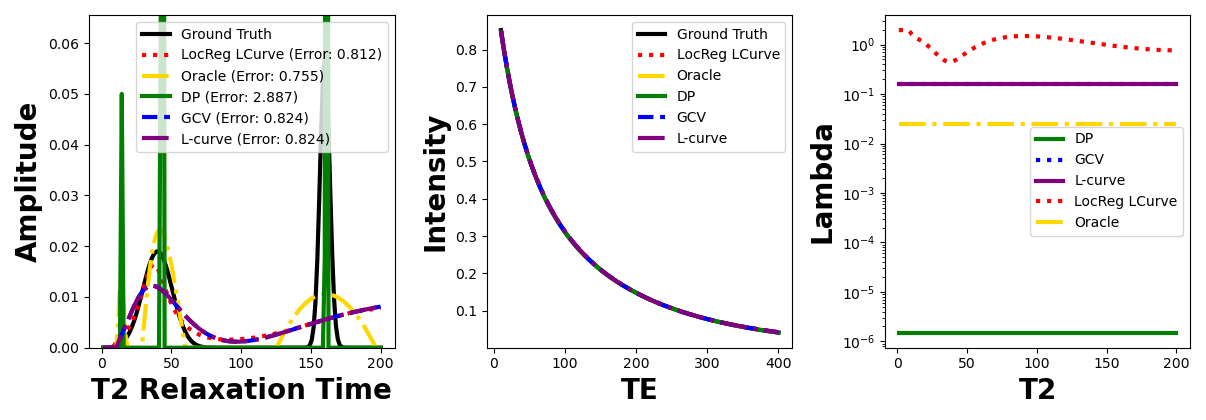 Amplitude
0.06
0.05
0.04
0.03
0.02
0.01
0.00
0 50 100 150 200
T2 Relaxation Time
Ground Truth
LocReg LCurve (Error: 0.812)
Oracle (Error: 0.755)
DP (Error: 2.887)
GCV (Error: 0.824)
L-curve (Error: 0.824)
Intensity
0.8
0.7
0.6
0.5
0.4
0.3
0.2
0.1
0 100 200 300 400
TE
Ground Truth
LocReg LCurve
Oracle
DP
GCV
L-curve
Lambda
10⁰
10⁻¹
10⁻²
10⁻³
10⁻⁴
10⁻⁵
10⁻⁶
0 50 100 150 200
T2
DP
GCV
L-curve
LocReg LCurve
Oracle